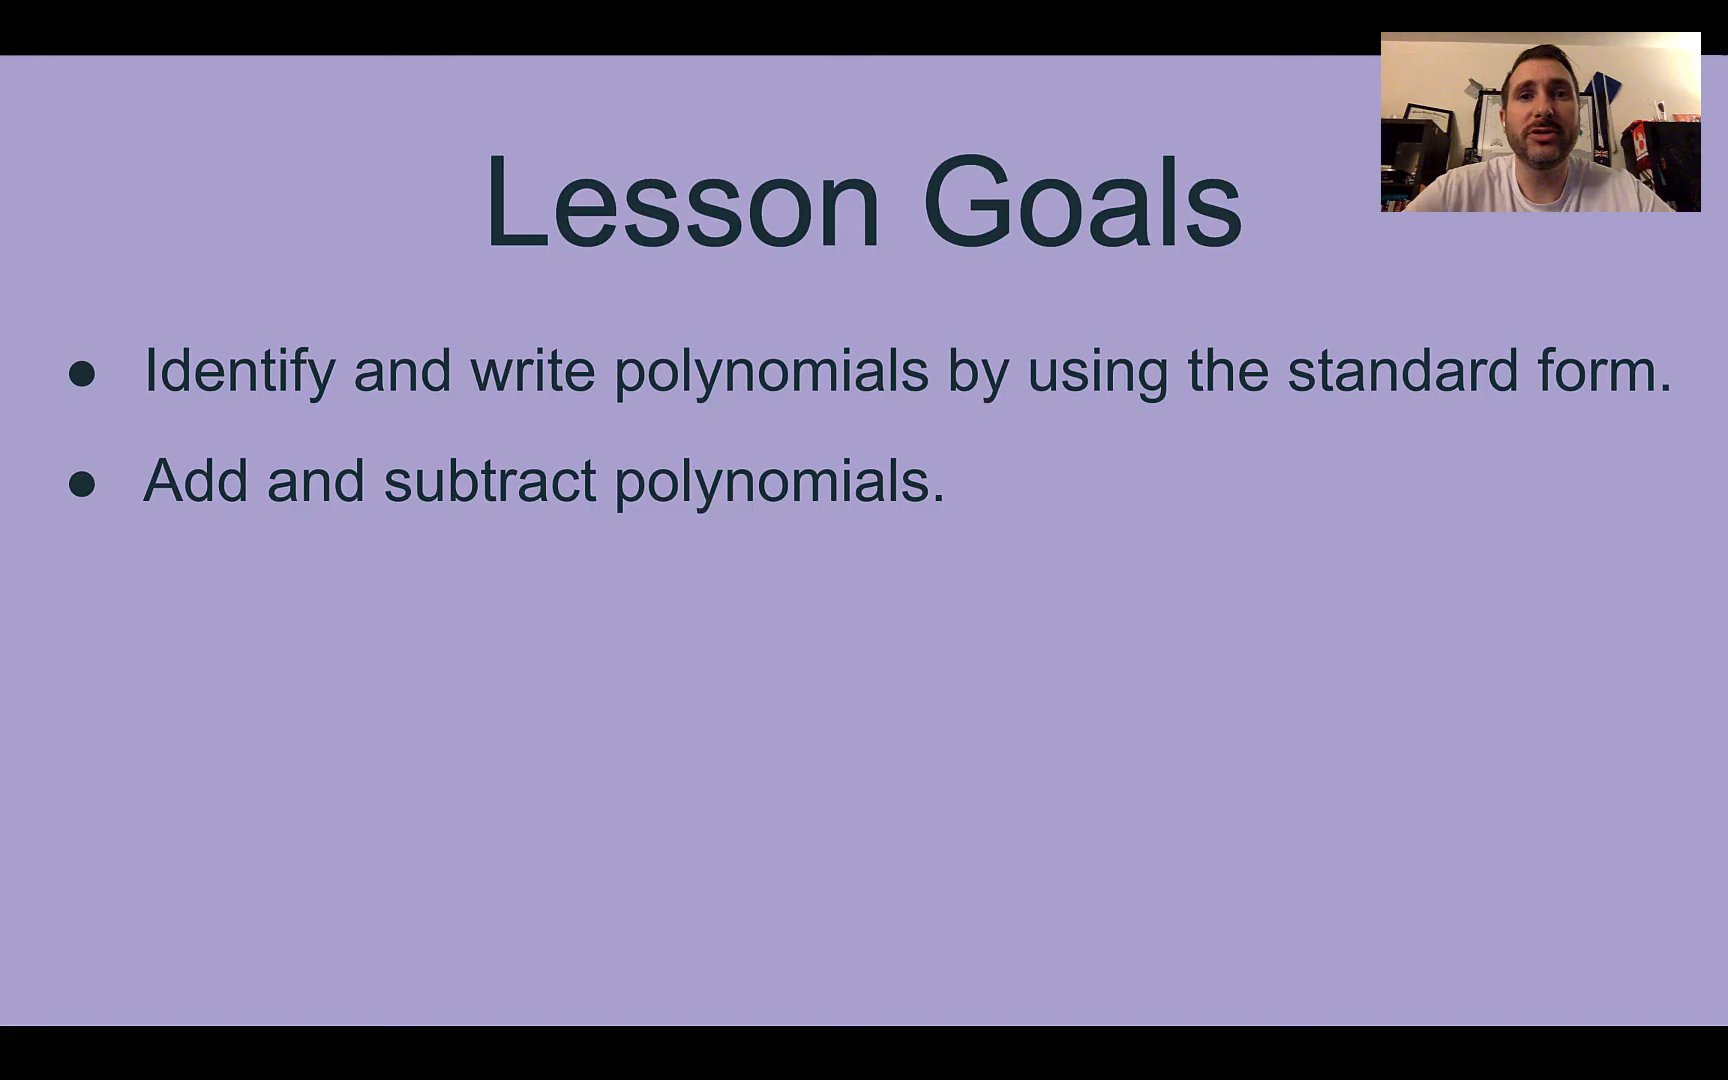 Lesson Goals
● Identify and write polynomials by using the standard form.
● Add and subtract polynomials.